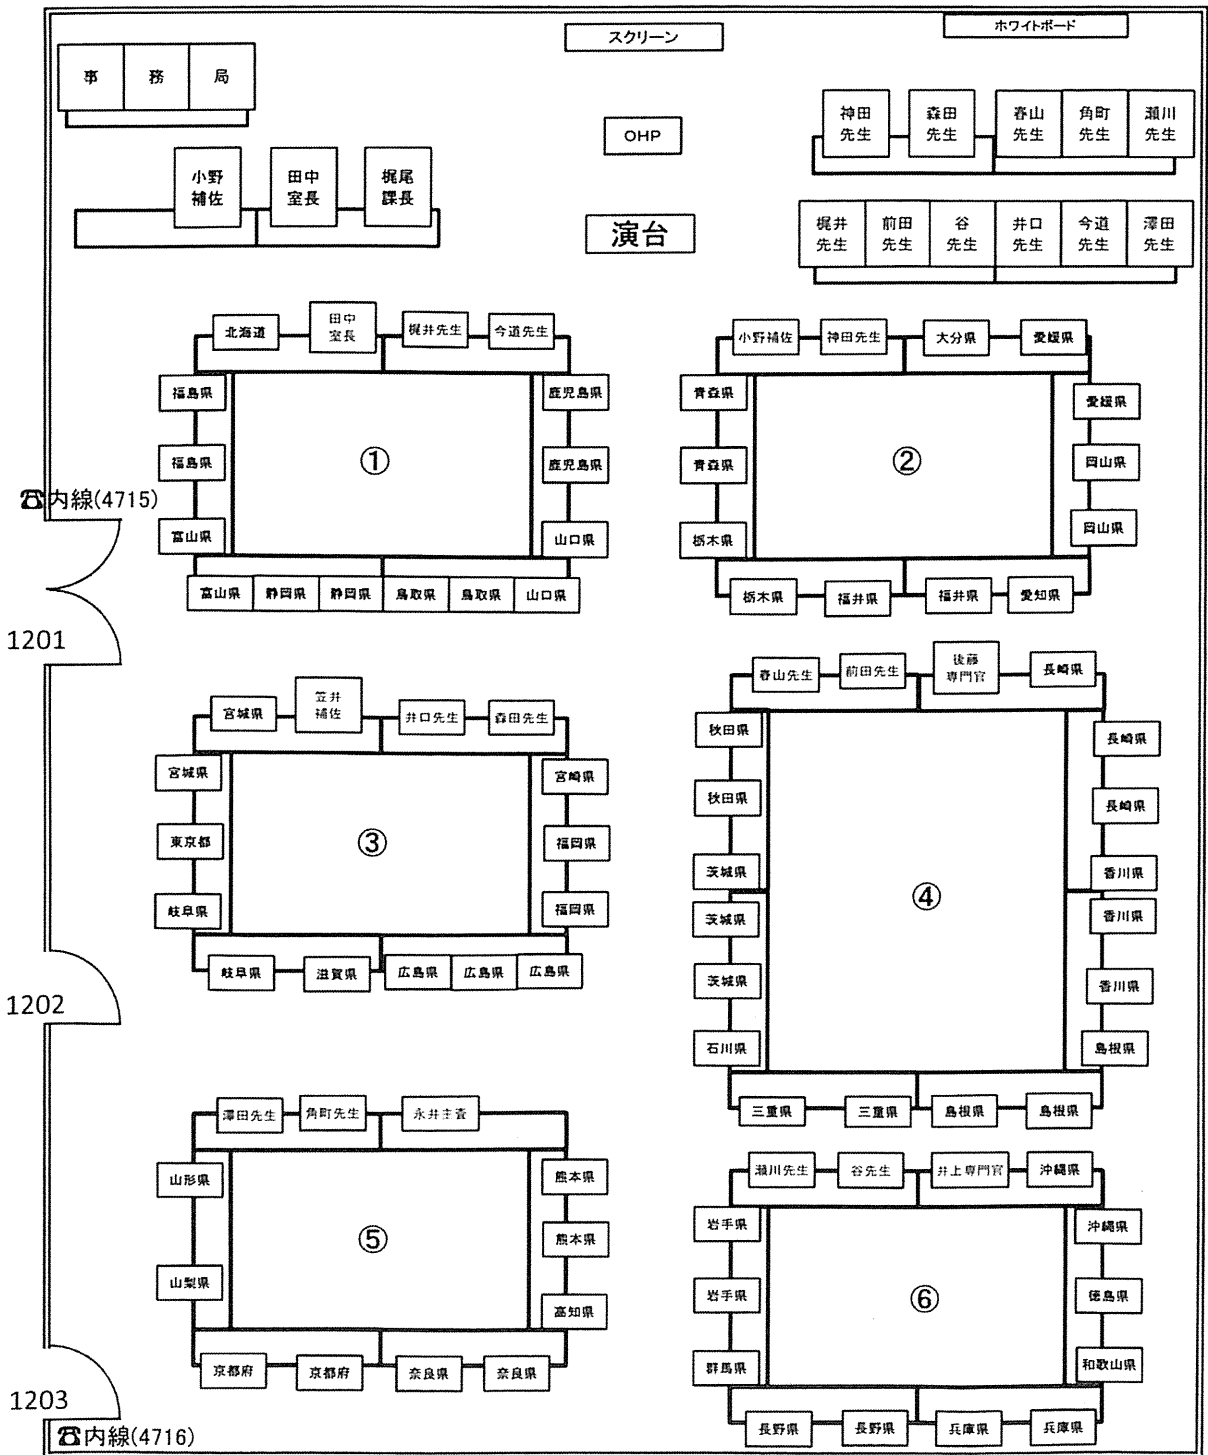 スクリーン
ホワイトボード
事 務 局
OHP
神田
先生
森田
先生
春山
先生
角町
先生
瀬川
先生
小野
補佐
田中
室長
梶尾
課長
演台
梶井
先生
前田
先生
谷
先生
井口
先生
今道
先生
澤田
先生
北海道
田中
室長
梶井先生
今道先生
福島県
鹿児島県
①
福島県
鹿児島県
富山県
山口県
富山県
静岡県
静岡県
鳥取県
鳥取県
山口県
小野補佐
神田先生
大分県
愛媛県
青森県
愛媛県
②
青森県
岡山県
栃木県
岡山県
栃木県
福井県
福井県
愛知県
☎内線(4715)
1201
宮城県
笠井
補佐
井口先生
森田先生
宮城県
宮崎県
東京都
③
福岡県
岐阜県
福岡県
岐阜県
滋賀県
広島県
広島県
広島県
春山先生
前田先生
後藤
専門官
長崎県
秋田県
長崎県
秋田県
長崎県
茨城県
香川県
④
茨城県
香川県
茨城県
香川県
石川県
島根県
三重県
三重県
島根県
島根県
1202
澤田先生
角町先生
永井主査
山形県
熊本県
⑤
熊本県
山梨県
高知県
京都府
京都府
奈良県
奈良県
瀬川先生
谷先生
井上専門官
沖縄県
岩手県
沖縄県
岩手県
⑥
徳島県
群馬県
和歌山県
長野県
長野県
兵庫県
兵庫県
1203
☎内線(4716)